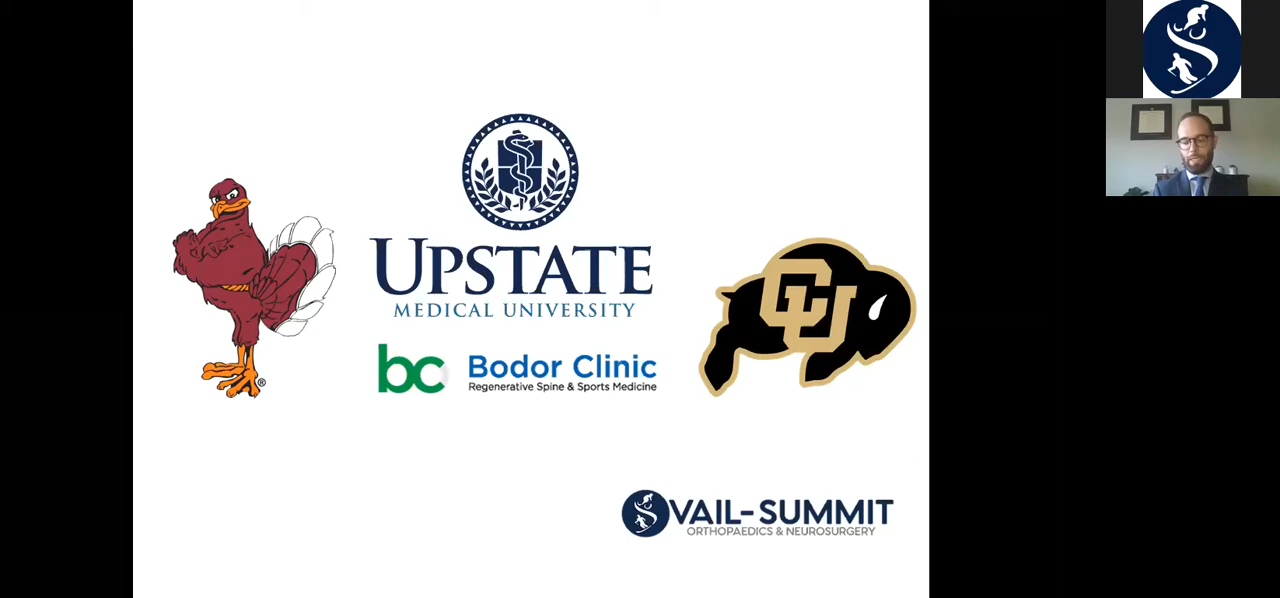 UPSTATE
MEDICAL UNIVERSITY
CU
®
bc
Bodor Clinic
Regenerative Spine & Sports Medicine
VAIL-SUMMIT
ORTHOPAEDICS & NEUROSURGERY